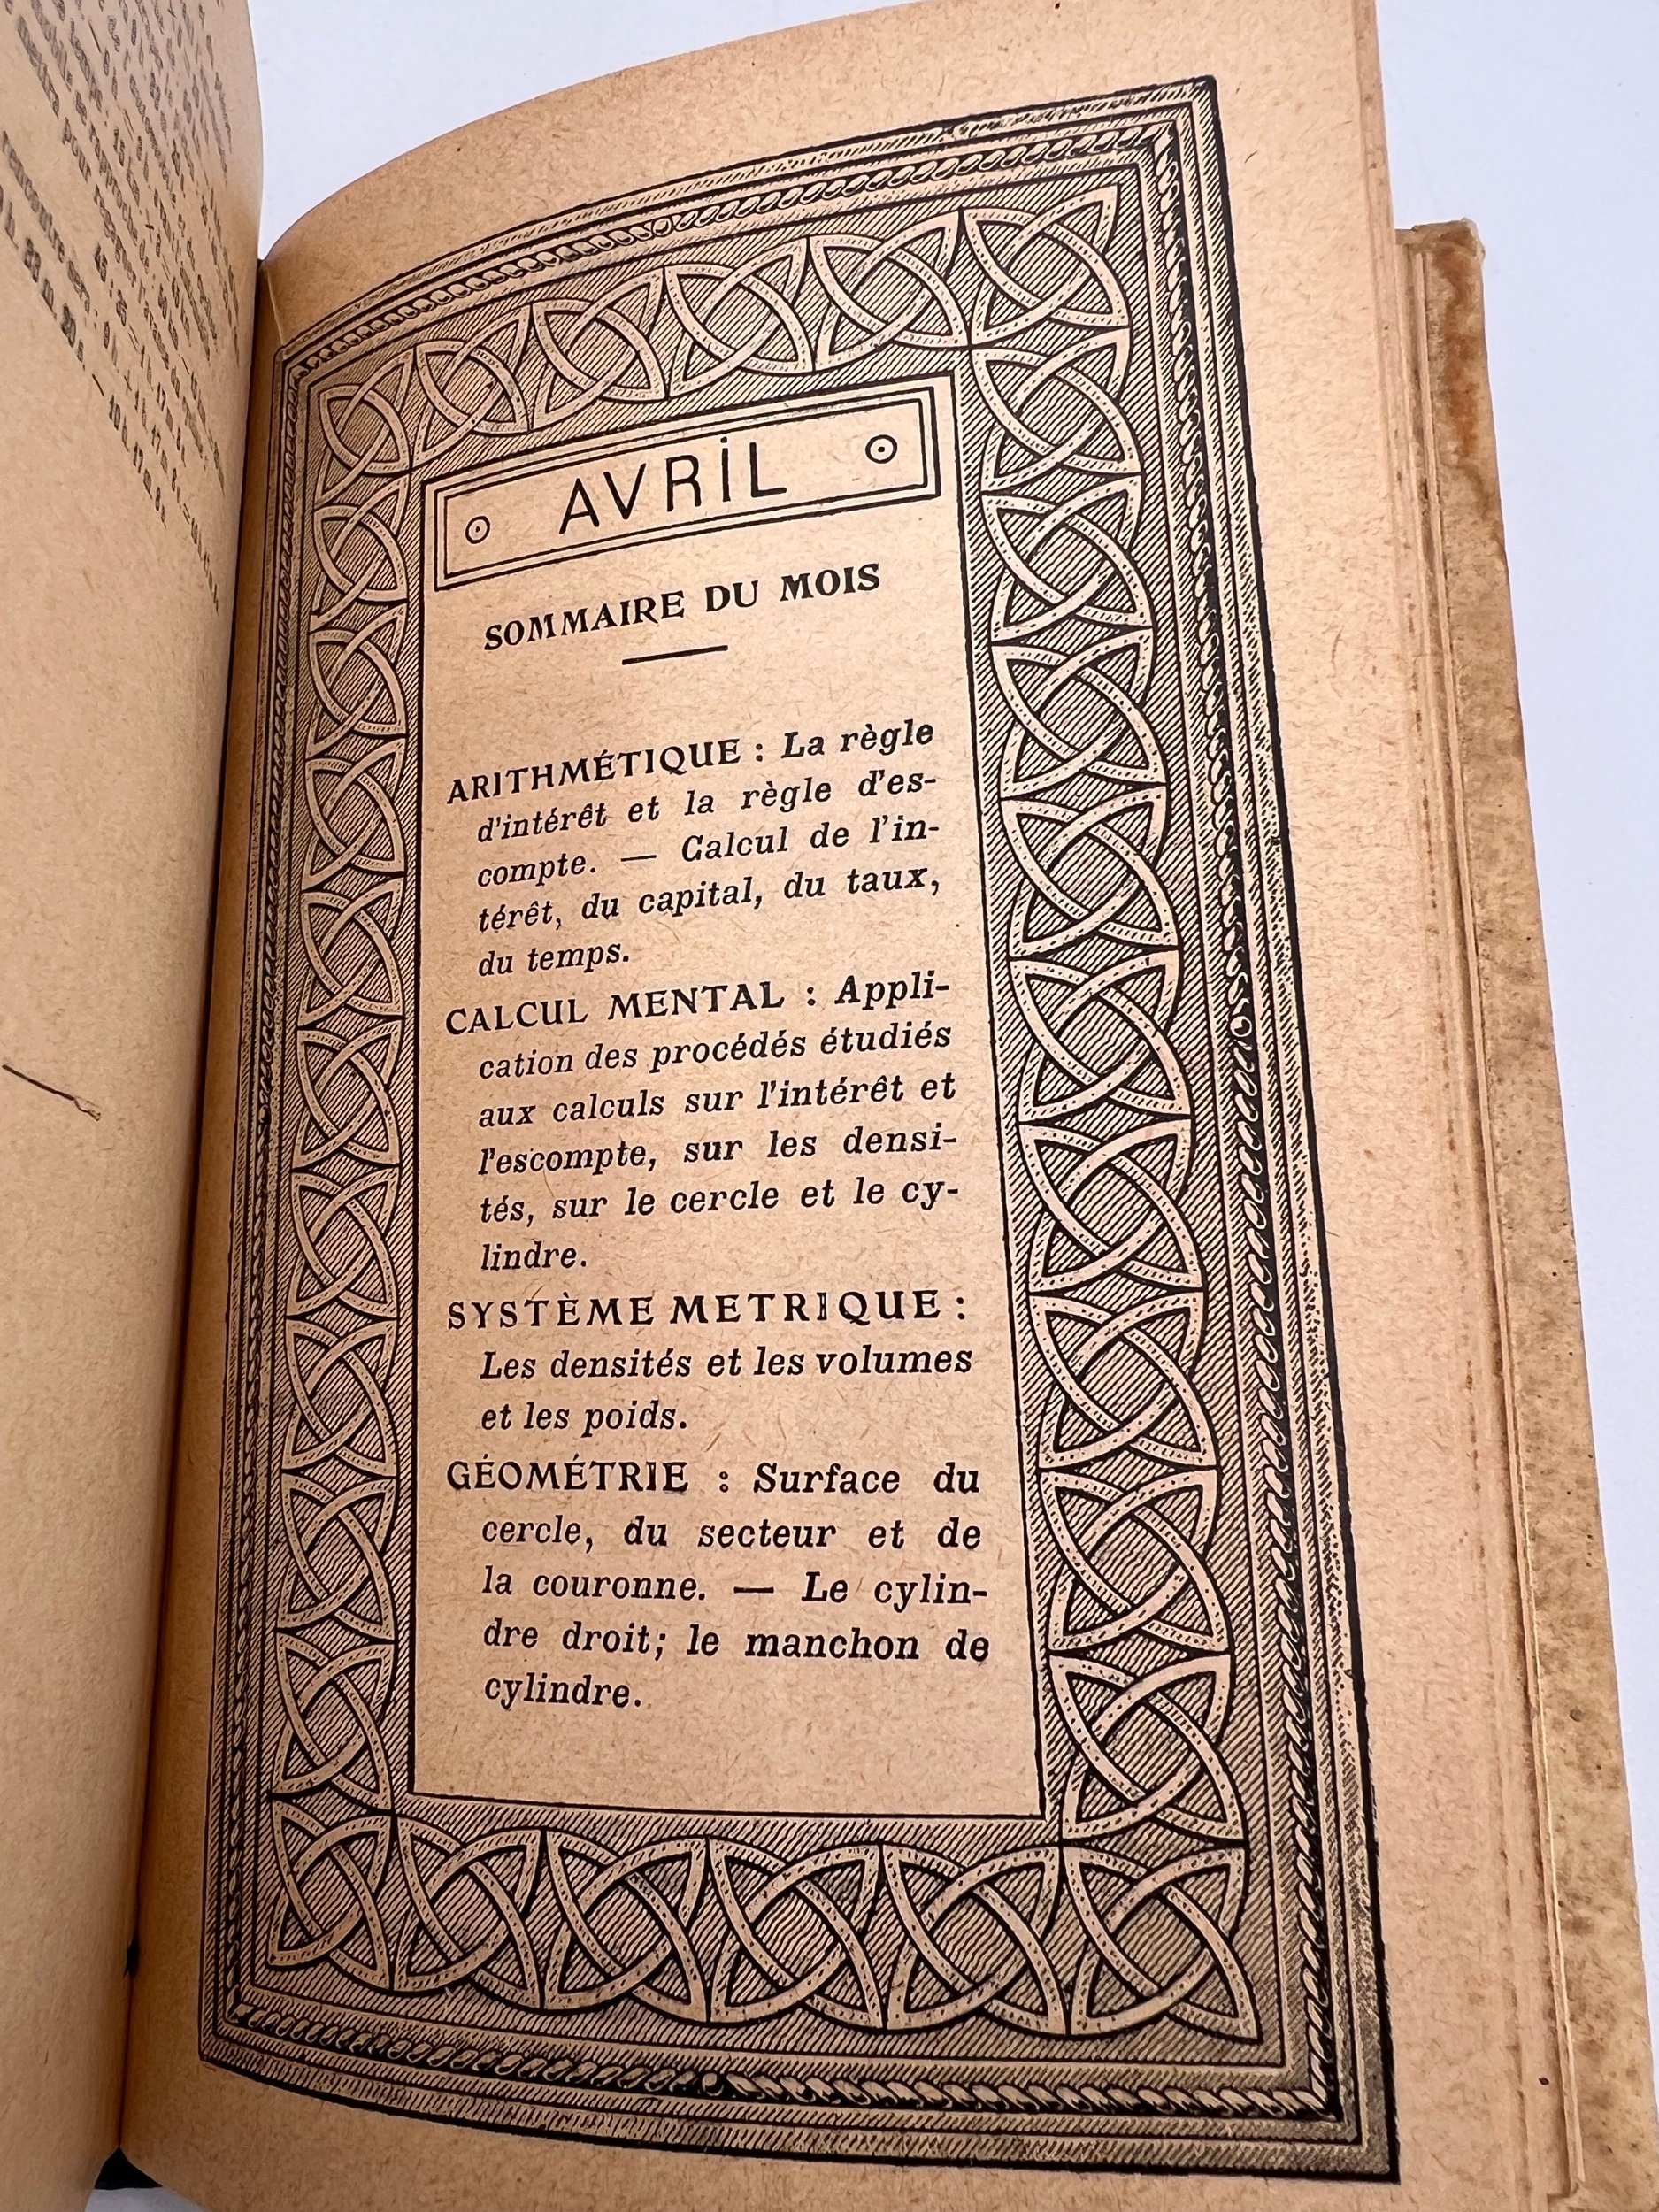 AVRIL
SOMMAIRE DU MOIS
ARITHMÉTIQUE : La règle
d'intérêt et la règle d'es-
compte. — Calcul de l'in-
térêt, du capital, du taux,
du temps.
CALCUL MENTAL : Appli-
cation des procédés étudiés
aux calculs sur l'intérêt et
l'escompte, sur les densi-
tés, sur le cercle et le cy-
lindre.
SYSTÈME METRIQUE :
Les densités et les volumes
et les poids.
GÉOMÉTRIE : Surface du
cercle, du secteur et de
la couronne. — Le cylin-
dre droit; le manchon de
cylindre.